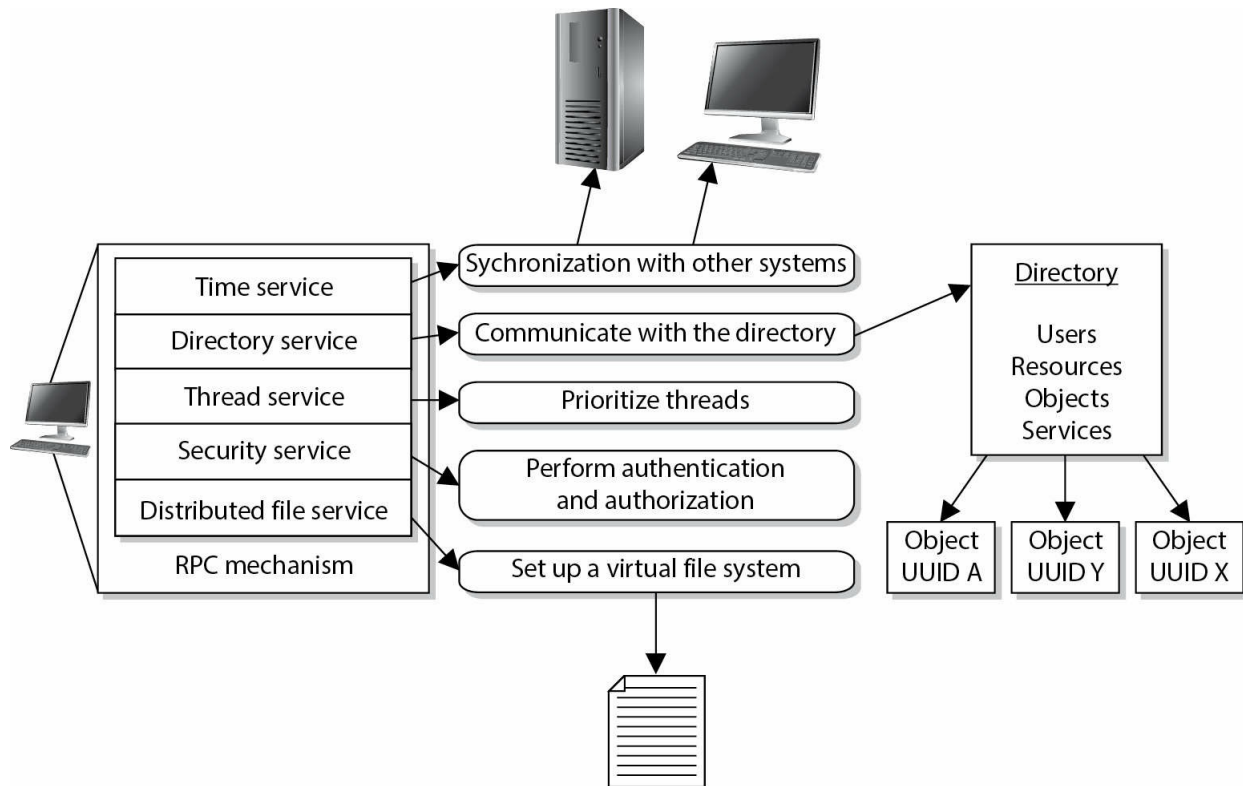 Time service
Directory service
Thread service
Security service
Distributed file service
RPC mechanism
Sychronization with other systems
Communicate with the directory
Prioritize threads
Perform authentication
and authorization
Set up a virtual file system
Directory
Users
Resources
Objects
Services
Object
UUID A
Object
UUID Y
Object
UUID X